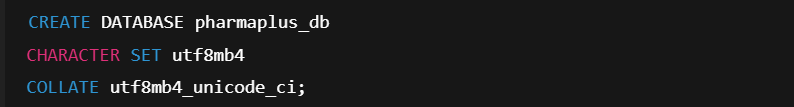 CREATE DATABASE pharmaplus_db
CHARACTER SET utf8mb4
COLLATE utf8mb4_unicode_ci;